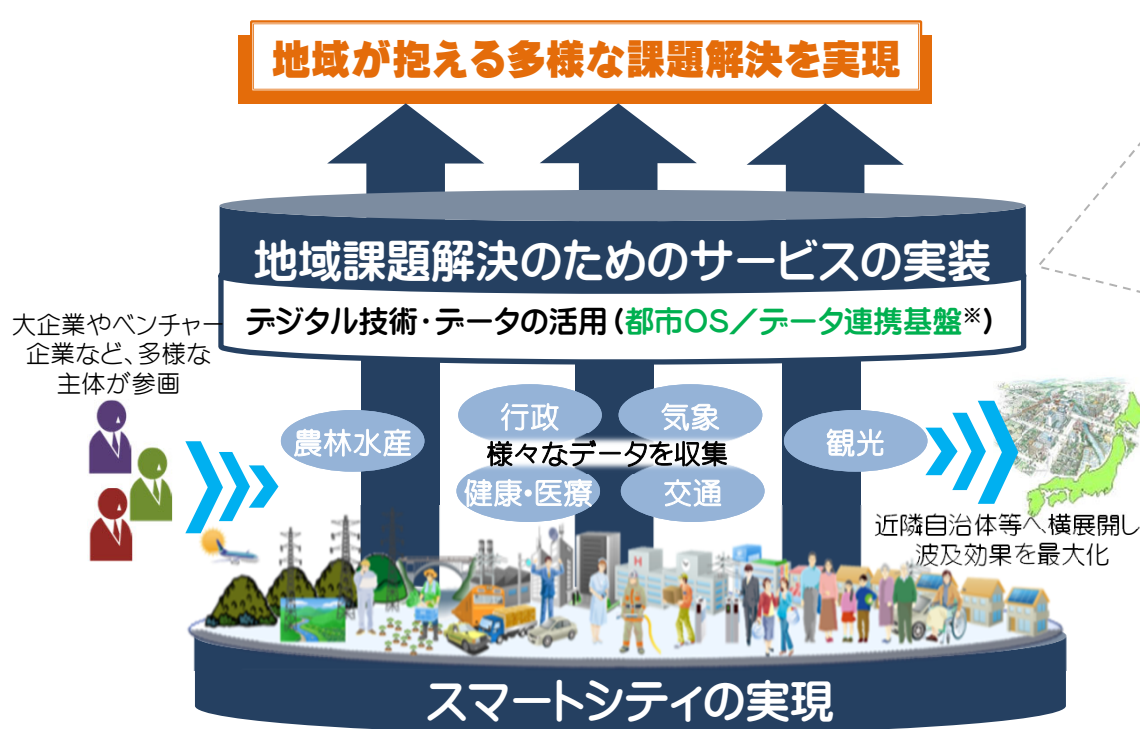 地域が抱える多様な課題解決を実現
地域課題解決のためのサービスの実装
デジタル技術・データの活用(都市OS/データ連携基盤※)
大企業やベンチャー
企業など、多様な
主体が参画
農林水産
行政
気象
観光
様々なデータを収集
健康・医療
交通
近隣自治体等へ横展開し
波及効果を最大化
H
スマートシティの実現